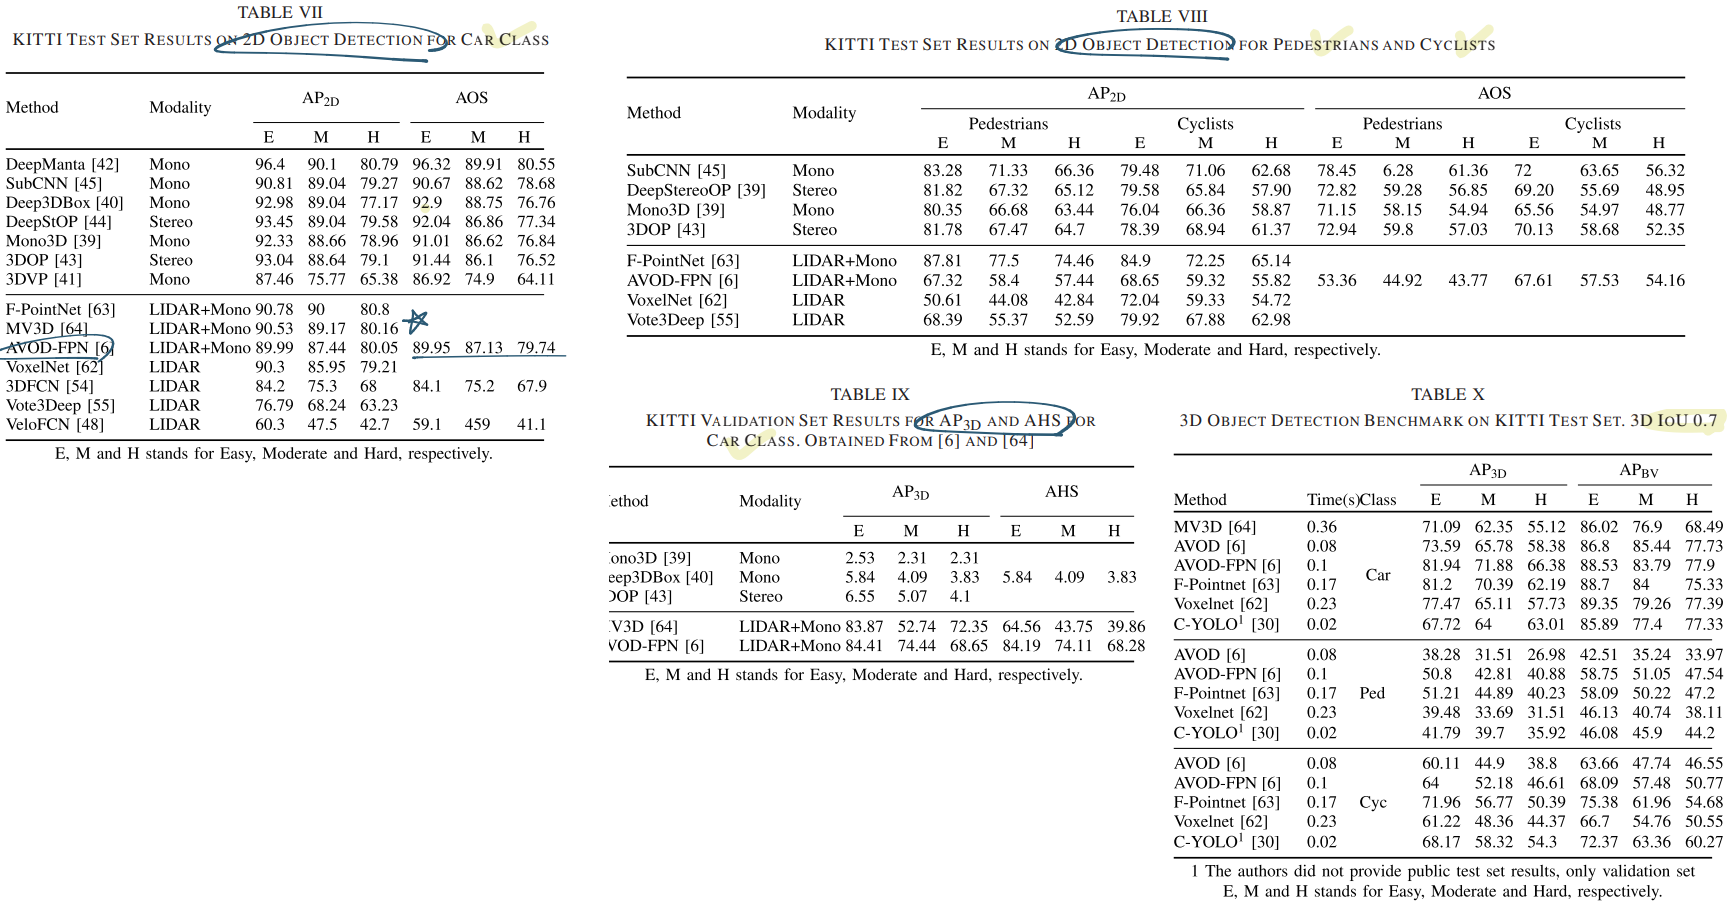 TABLE VII
KITTI TEST SET RESULTS ON 2D OBJECT DETECTION FOR CAR CLASS
Method Modality AP2D AOS
E M H E M H
DeepManta [42] Mono 96.4 90.1 80.79 96.32 89.91 80.55
SubCNN [45] Mono 90.81 89.04 79.27 90.67 88.62 78.68
Deep3DBox [40] Mono 92.98 89.04 77.17 92.9 88.75 76.76
DeepStOP [44] Stereo 93.45 89.04 79.58 92.04 86.86 77.34
Mono3D [39] Mono 92.33 88.66 78.96 91.01 86.62 76.84
3DOP [43] Stereo 93.04 88.64 79.1 91.44 86.1 76.52
3DVP [41] Mono 87.46 75.77 65.38 86.92 74.9 64.11
F-PointNet [63] LIDAR+Mono 90.78 90 80.8
MV3D [64] LIDAR+Mono 90.53 89.17 80.16
AVOD-FPN [6] LIDAR+Mono 89.99 87.44 80.05 89.95 87.13 79.74
VoxelNet [62] LIDAR 90.3 85.95 79.21
3DFCN [54] LIDAR 84.2 75.3 68 84.1 75.2 67.9
Vote3Deep [55] LIDAR 76.79 68.24 63.23
VeloFCN [48] LIDAR 60.3 47.5 42.7 59.1 459 41.1
E, M and H stands for Easy, Moderate and Hard, respectively.
TABLE VIII
KITTI TEST SET RESULTS ON 2D OBJECT DETECTION FOR PEDESTRIANS AND CYCLISTS
Method Modality AP2D AOS
Pedestrians Cyclists Pedestrians Cyclists
E M H E M H E M H E M H
SubCNN [45] Mono 83.28 71.33 66.36 79.48 71.06 62.68 78.45 6.28 61.36 72 63.65 56.32
DeepStereoOP [39] Stereo 81.82 67.32 65.12 79.58 65.84 57.90 72.82 59.28 56.85 69.20 55.69 48.95
Mono3D [39] Mono 80.35 66.68 63.44 76.04 66.36 58.87 71.15 58.15 54.94 65.56 54.97 48.77
3DOP [43] Stereo 81.78 67.47 64.7 78.39 68.94 61.37 72.94 59.8 57.03 70.13 58.68 52.35
F-PointNet [63] LIDAR+Mono 87.81 77.5 74.46 84.9 72.25 65.14
AVOD-FPN [6] LIDAR+Mono 67.32 58.4 57.44 68.65 59.32 55.82 53.36 44.92 43.77 67.61 57.53 54.16
VoxelNet [62] LIDAR 50.61 44.08 42.84 72.04 59.33 54.72
Vote3Deep [55] LIDAR 68.39 55.37 52.59 79.92 67.88 62.98
E, M and H stands for Easy, Moderate and Hard, respectively.
TABLE IX
KITTI VALIDATION SET RESULTS FOR AP3D AND AHS FOR
CAR CLASS. OBTAINED FROM [6] AND [64]
ethod Modality AP3D AHS
E M H E M H
ono3D [39] Mono 2.53 2.31 2.31
eep3DBox [40] Mono 5.84 4.09 3.83 5.84 4.09 3.83
DOP [43] Stereo 6.55 5.07 4.1
V3D [64] LIDAR+Mono 83.87 52.74 72.35 64.56 43.75 39.86
VOD-FPN [6] LIDAR+Mono 84.41 74.44 68.65 84.19 74.11 68.28
E, M and H stands for Easy, Moderate and Hard, respectively.
TABLE X
3D OBJECT DETECTION BENCHMARK ON KITTI TEST SET. 3D IOU 0.7
AP3D APBV
Method Time(s) Class E M H E M H
MV3D [64] 0.36 71.09 62.35 55.12 86.02 76.9 68.49
AVOD [6] 0.08 73.59 65.78 58.38 86.8 85.44 77.73
AVOD-FPN [6] 0.1 81.94 71.88 66.38 88.53 83.79 77.9
Car
F-Pointnet [63] 0.17 81.2 70.39 62.19 88.7 84 75.33
Voxelnet [62] 0.23 77.47 65.11 57.73 89.35 79.26 77.39
C-YOLO1 [30] 0.02 67.72 64 63.01 85.89 77.4 77.33
AVOD [6] 0.08 38.28 31.51 26.98 42.51 35.24 33.97
AVOD-FPN [6] 0.1 50.8 42.81 40.88 58.75 51.05 47.54
F-Pointnet [63] 0.17 Ped 51.21 44.89 40.23 58.09 50.22 47.2
Voxelnet [62] 0.23 39.48 33.69 31.51 46.13 40.74 38.11
C-YOLO1 [30] 0.02 41.79 39.7 35.92 46.08 45.9 44.2
AVOD [6] 0.08 60.11 44.9 38.8 63.66 47.74 46.55
AVOD-FPN [6] 0.1 64 52.18 46.61 68.09 57.48 50.77
F-Pointnet [63] 0.17 Cyc 71.96 56.77 50.39 75.38 61.96 54.68
Voxelnet [62] 0.23 61.22 48.36 44.37 66.7 54.76 50.55
C-YOLO1 [30] 0.02 68.17 58.32 54.3 72.37 63.36 60.27
1 The authors did not provide public test set results, only validation set
E, M and H stands for Easy, Moderate and Hard, respectively.